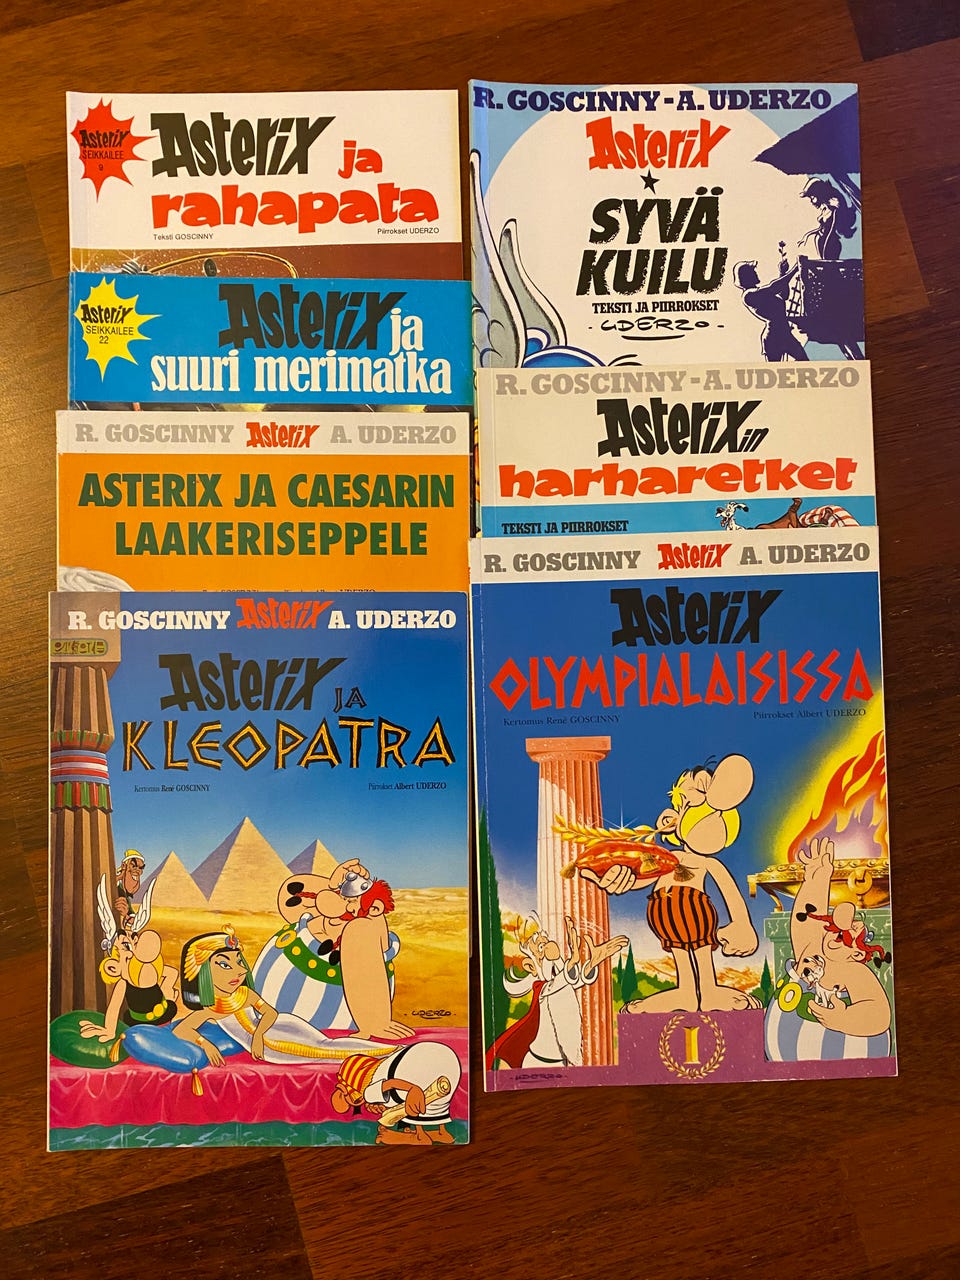 Asterix
SEIKKAILEE
9
Asterix ja
rahapata
Teksti GOSCINNY Piirrokset UDERZO
Asterix
SEIKKAILEE
22
Asterix ja
suuri merimatka
R. GOSCINNY Asterix A. UDERZO
ASTERIX JA CAESARIN
LAAKERISEPPELE
R. GOSCINNY Asterix A. UDERZO
Asterix JA
KLEOPATRA
Kertomus René GOSCINNY Piirrokset Albert UDERZO
UDERZO
R. GOSCINNY-A. UDERZO
Asterix
SYVÄ
KUILU
TEKSTI JA PIIRROKSET
UDERZO
R. GOSCINNY-A. UDERZO
Asterixin
harharetket
TEKSTI JA PIIRROKSET
R. GOSCINNY Asterix A. UDERZO
Asterix
OLYMPIALAISISSA
Kertomus René GOSCINNY Piirrokset Albert UDERZO
I
UDERZO